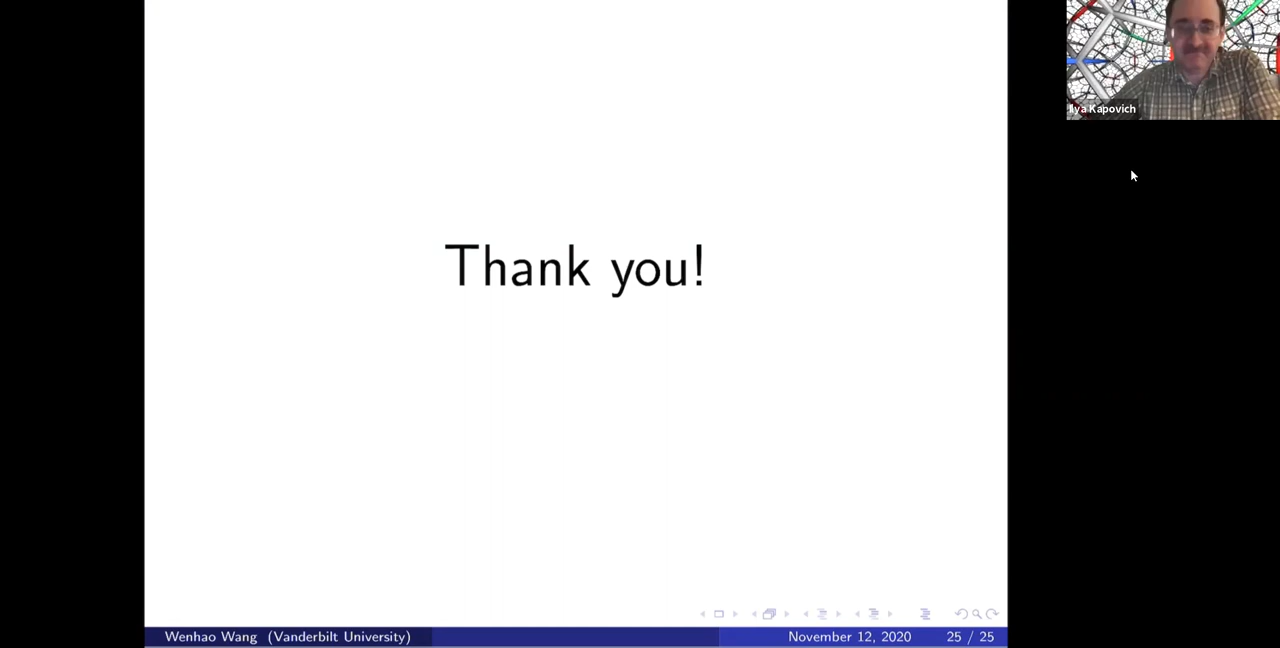 Ilya Kapovich
Thank you!
Wenhao Wang (Vanderbilt University)
November 12, 2020
25 / 25